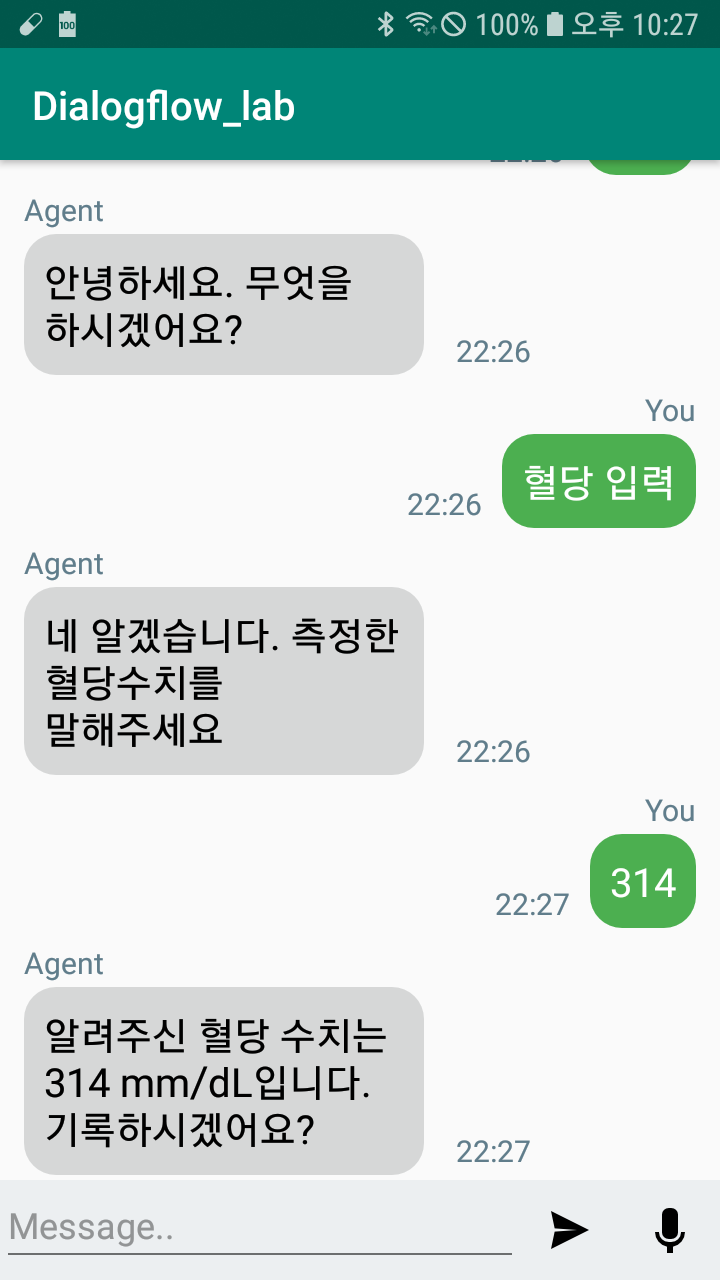 100
100% 오후 10:27
Dialogflow_lab
Agent
안녕하세요. 무엇을
하시겠어요?
22:26
You
혈당 입력
22:26
Agent
네 알겠습니다. 측정한
혈당수치를
말해주세요
22:26
You
314
22:27
Agent
알려주신 혈당 수치는
314 mm/dL입니다.
기록하시겠어요?
22:27
Message..